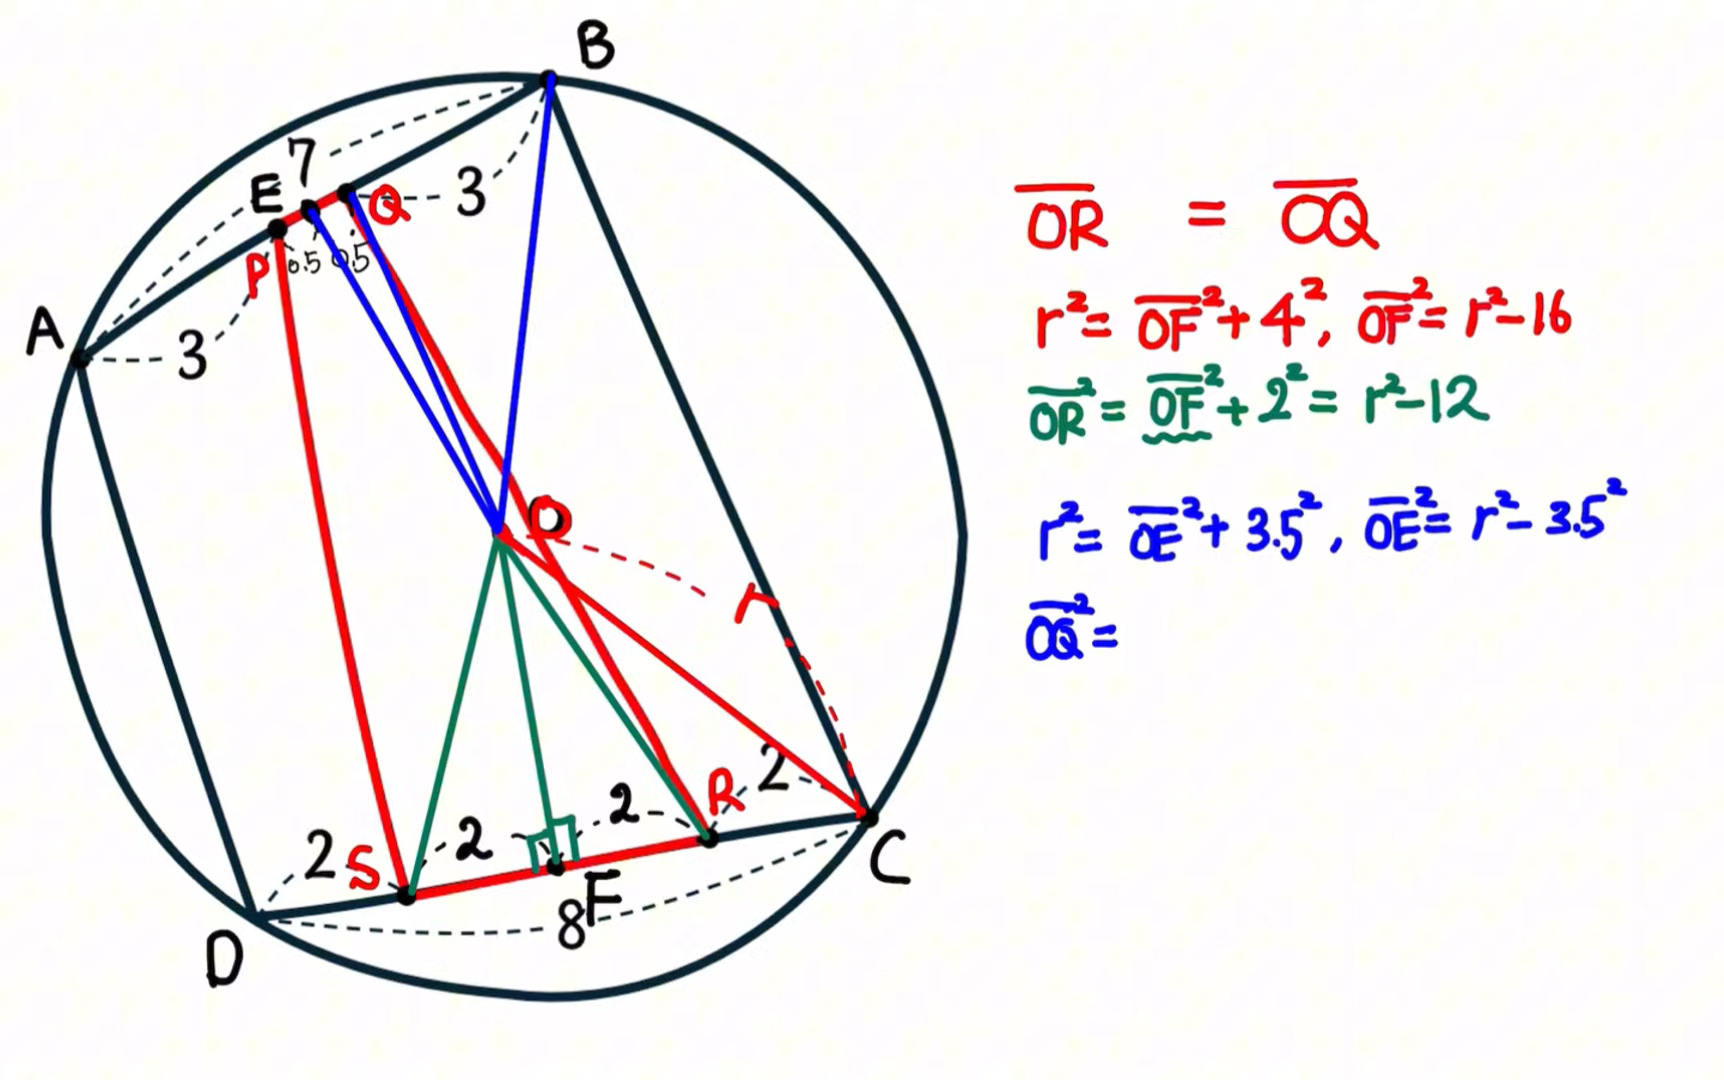 B
7
E
Q
3
P
0.5
0.5
A
3
O
r
2
R
2
2
2
S
F
C
8
D
OR = OQ
r²= OF²+4², OF²= r²-16
OR²= OF²+2²= r²-12
r²= OE²+3.5², OE²= r²-3.5²
OQ²=